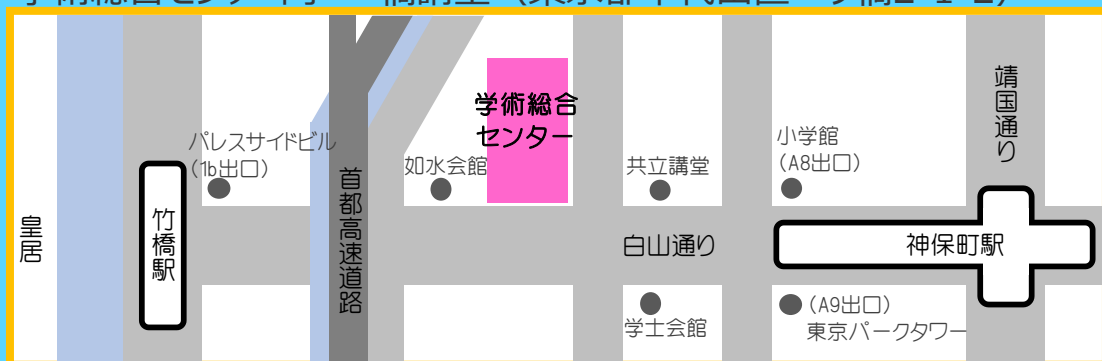 学術総合
センター
パレスサイドビル
(1b出口)
如水会館
共立講堂
小学館
(A8出口)
靖国通り
皇居
竹橋駅
首都高速道路
白山通り
神保町駅
学士会館
(A9出口)
東京パークタワー